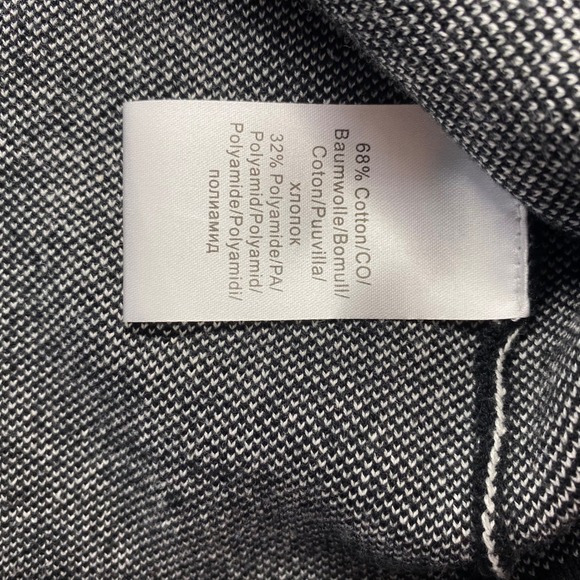 68% Cotton/CO/
Baumwolle/Bomull/
Coton/Puuvilla/
хлопок
32% Polyamide/PA/
Polyamid/Polyamid/
Polyamide/Polyamidi/
полиамид